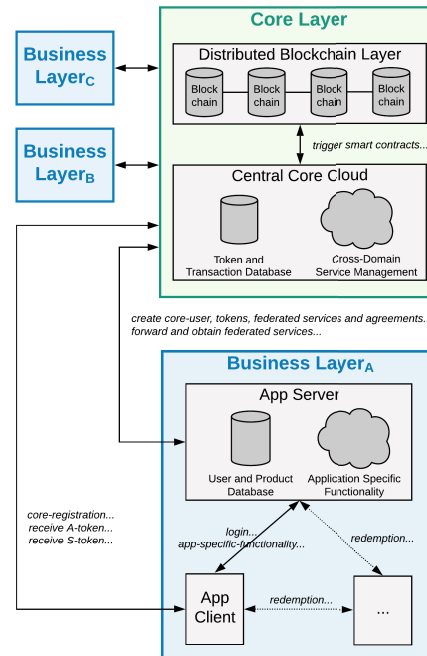 Core Layer
Business
Layer_C
Distributed Blockchain Layer
Block
chain
Block
chain
Block
chain
Block
chain
Business
Layer_B
trigger smart contracts...
Central Core Cloud
Token and
Transaction Database
Cross-Domain
Service Management
create core-user, tokens, federated services and agreements..
forward and obtain federated services...
Business Layer_A
App Server
User and Product
Database
Application Specific
Functionality
core-registration...
receive A-token...
receive S-token...
login...
app-specific-functionality...
redemption...
App
Client
redemption...
...